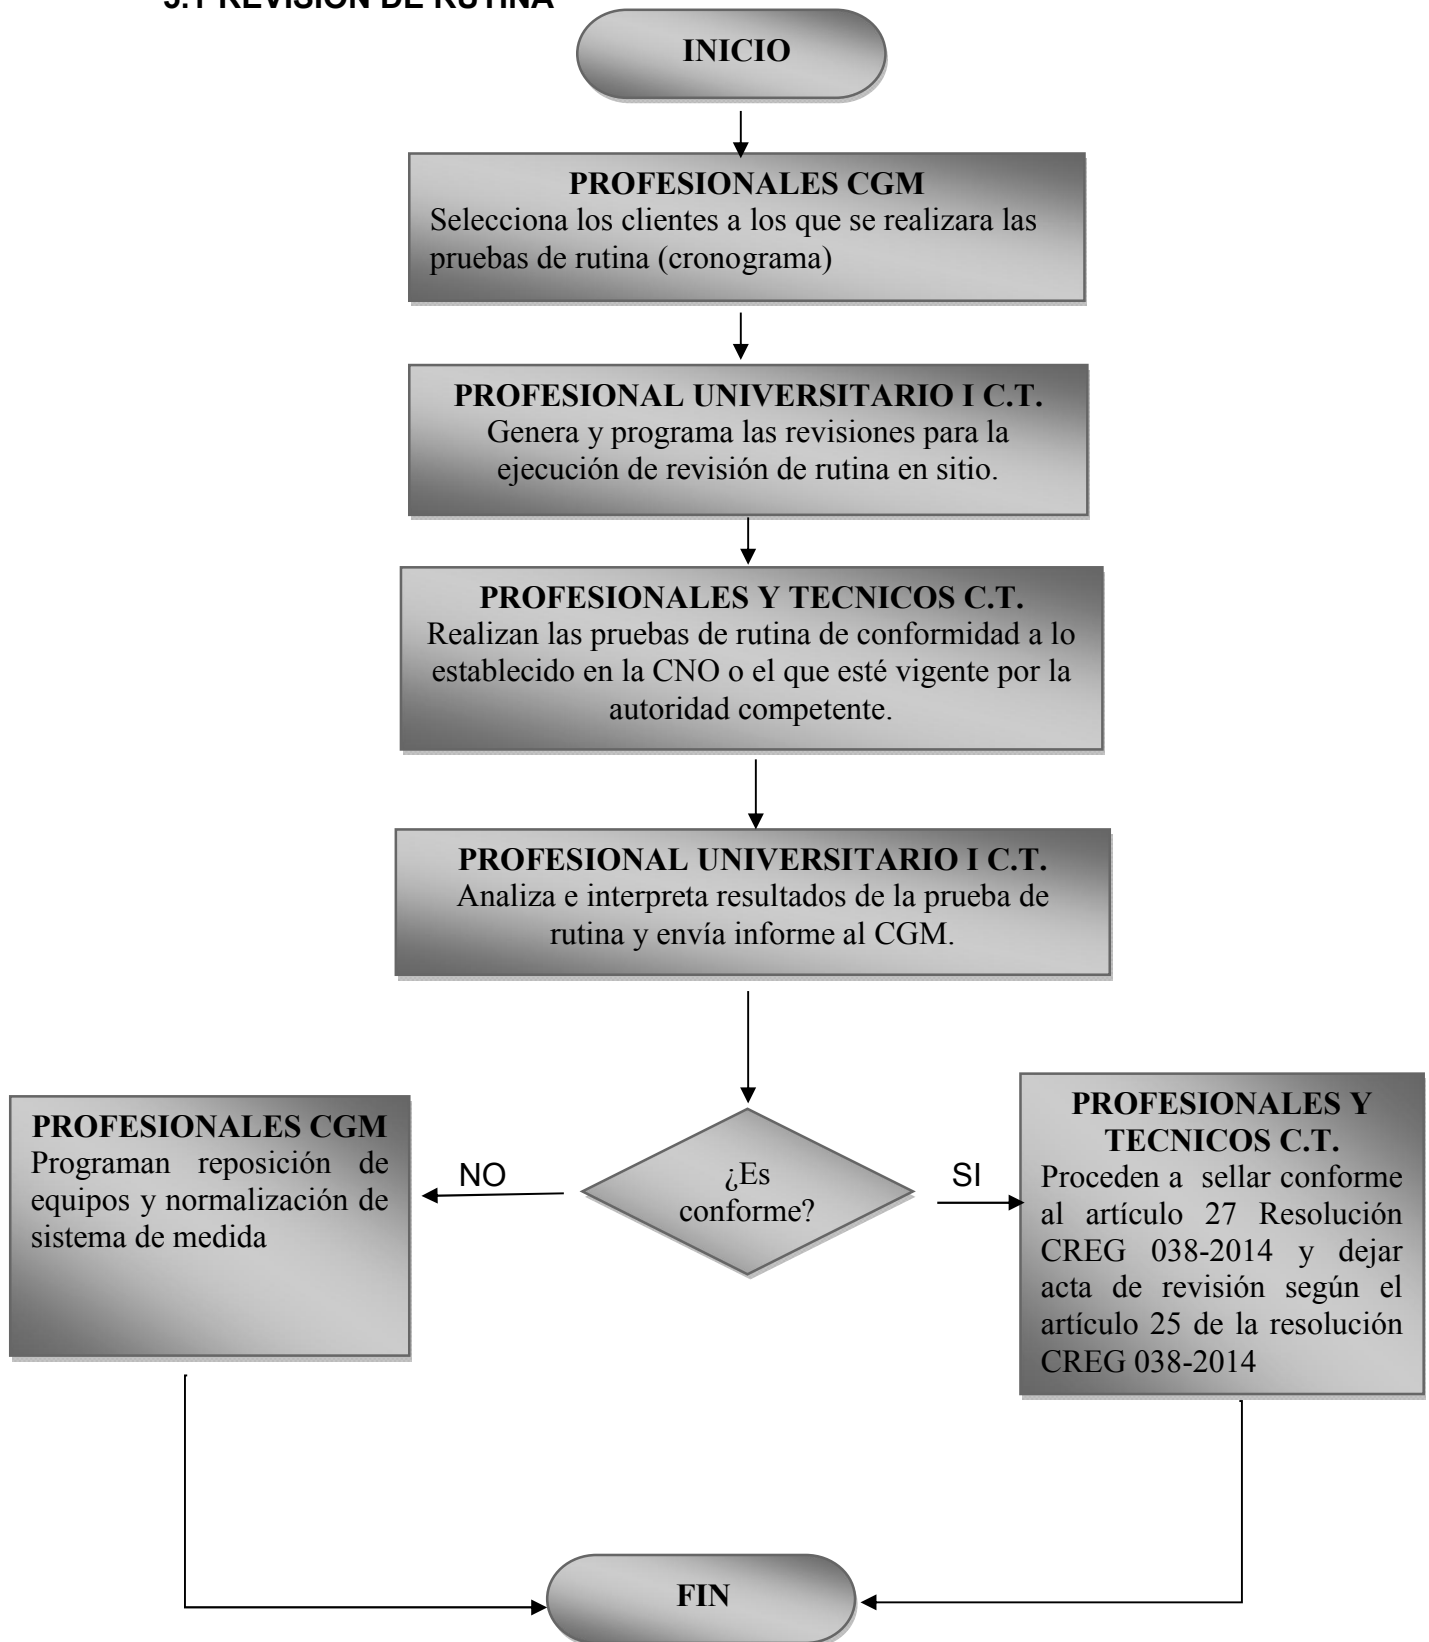 5.1 REVISION DE RUTINA
INICIO
PROFESIONALES CGM
Selecciona los clientes a los que se realizara las
pruebas de rutina (cronograma)
PROFESIONAL UNIVERSITARIO I C.T.
Genera y programa las revisiones para la
ejecución de revisión de rutina en sitio.
PROFESIONALES Y TECNICOS C.T.
Realizan las pruebas de rutina de conformidad a lo
establecido en la CNO o el que esté vigente por la
autoridad competente.
PROFESIONAL UNIVERSITARIO I C.T.
Analiza e interpreta resultados de la prueba de
rutina y envía informe al CGM.
¿Es
conforme?
NO
PROFESIONALES CGM
Programan reposición de
equipos y normalización de
sistema de medida
SI
PROFESIONALES Y
TECNICOS C.T.
Proceden a sellar conforme
al artículo 27 Resolución
CREG 038-2014 y dejar
acta de revisión según el
artículo 25 de la resolución
CREG 038-2014
FIN